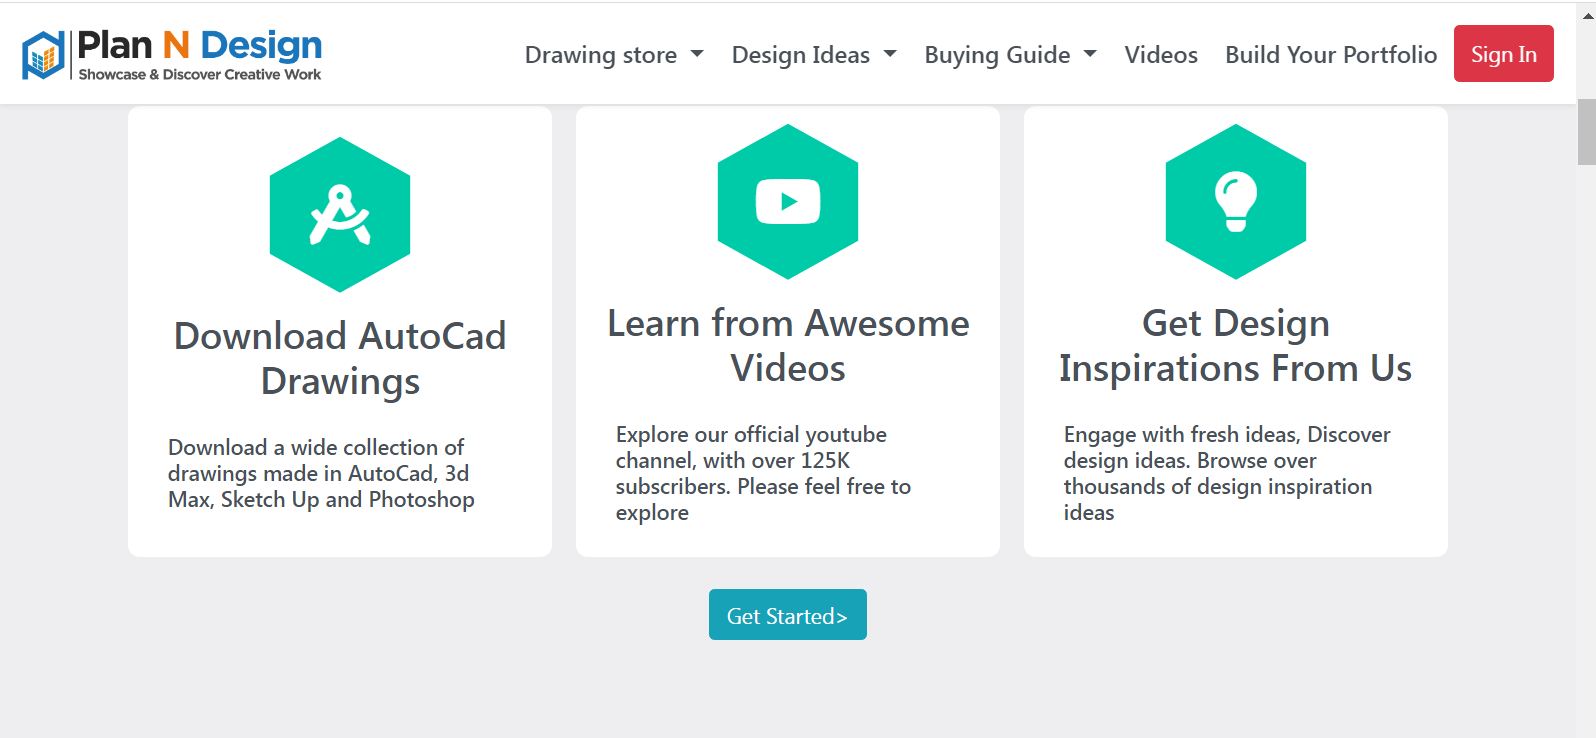 Plan N Design
Showcase & Discover Creative Work
Drawing store Design Ideas Buying Guide Videos Build Your Portfolio Sign In
Download AutoCad
Drawings
Download a wide collection of
drawings made in AutoCad, 3d
Max, Sketch Up and Photoshop
Learn from Awesome
Videos
Explore our official youtube
channel, with over 125K
subscribers. Please feel free to
explore
Get Design
Inspirations From Us
Engage with fresh ideas, Discover
design ideas. Browse over
thousands of design inspiration
ideas
Get Started>